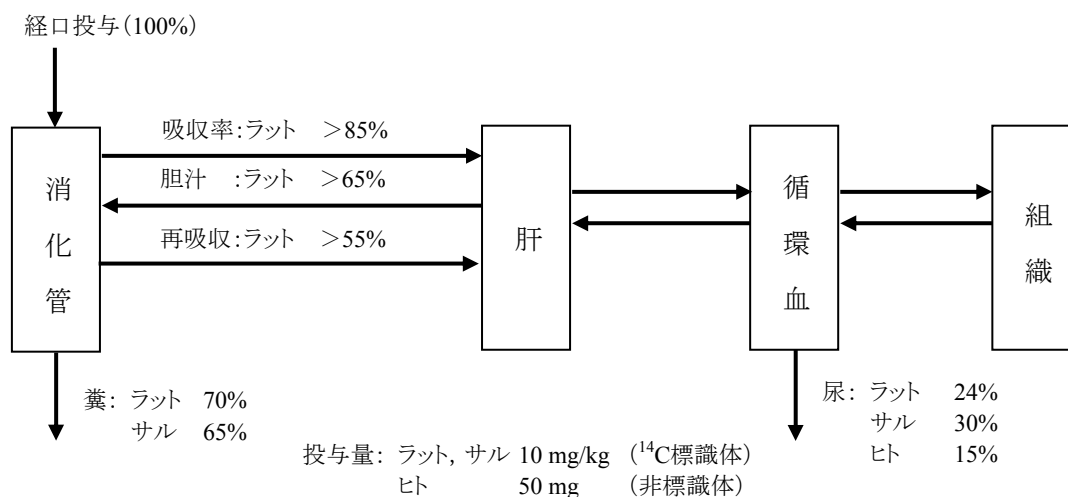 経口投与(100%)
吸収率:ラット >85%
胆汁 :ラット >65%
再吸収:ラット >55%
消化管
肝
循環血
組織
糞: ラット 70%
サル 65%
尿: ラット 24%
サル 30%
ヒト 15%
投与量: ラット, サル 10 mg/kg (¹⁴C標識体)
ヒト 50 mg (非標識体)